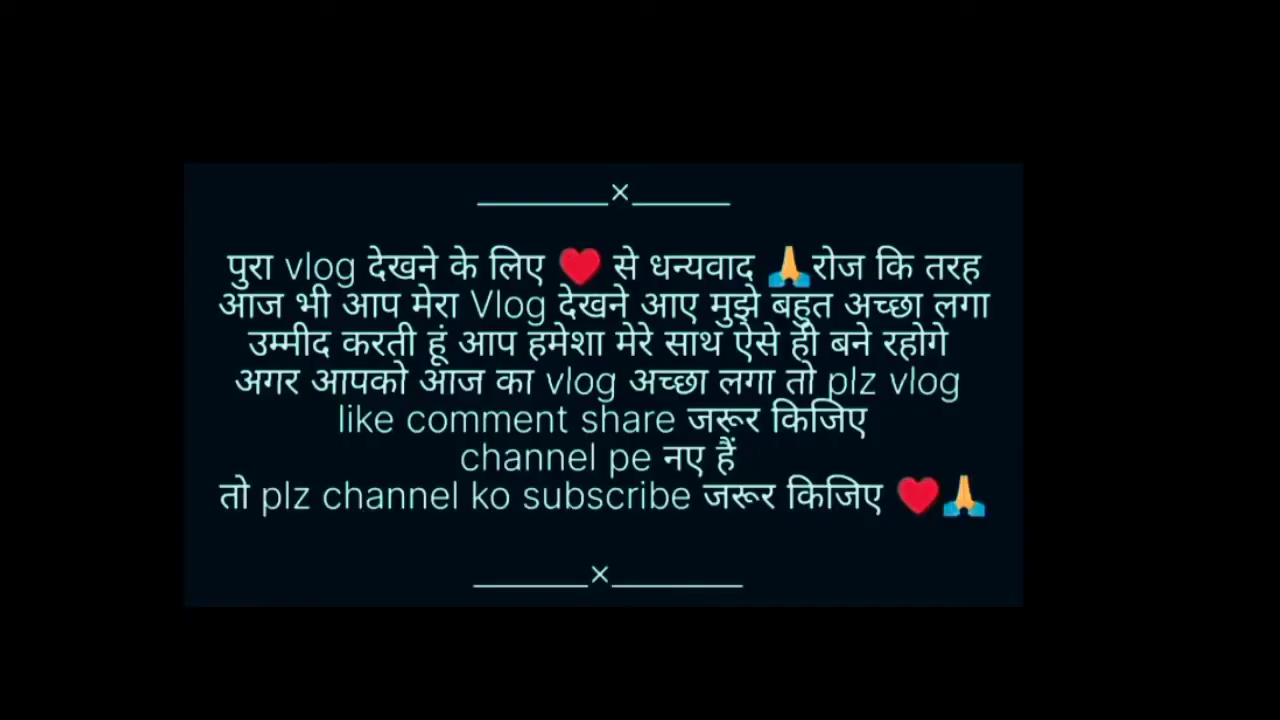 ________×______
पुरा vlog देखने के लिए ❤️ से धन्यवाद 🙏रोज कि तरह
आज भी आप मेरा Vlog देखने आए मुझे बहुत अच्छा लगा
उम्मीद करती हूं आप हमेशा मेरे साथ ऐसे ही बने रहोगे
अगर आपको आज का vlog अच्छा लगा तो plz vlog
like comment share जरूर किजिए
channel pe नए हैं
तो plz channel ko subscribe जरूर किजिए ❤️🙏
_______×________